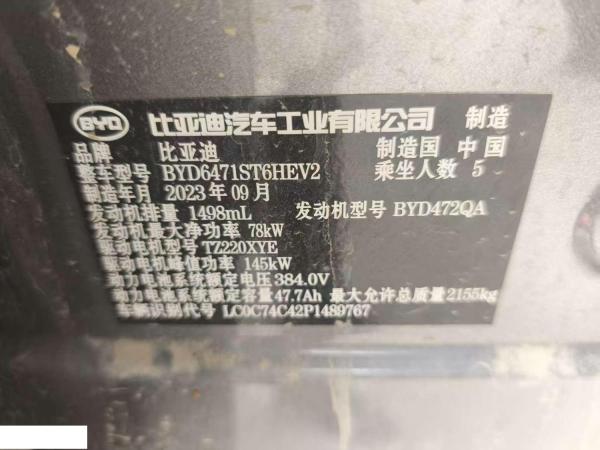 BYD 比亚迪汽车工业有限公司 制造
品牌 比亚迪 制造国 中国
整车型号 BYD6471ST6HEV2 乘坐人数 5
制造年月 2023年09月
发动机排量 1498mL 发动机型号 BYD472QA
发动机最大净功率 78kW
驱动电机型号 TZ220XYE
驱动电机峰值功率 145kW
动力电池系统额定电压 384.0V
动力电池系统额定容量 47.7Ah 最大允许总质量 2155kg
车辆识别代号 LC0C74C42P1489767